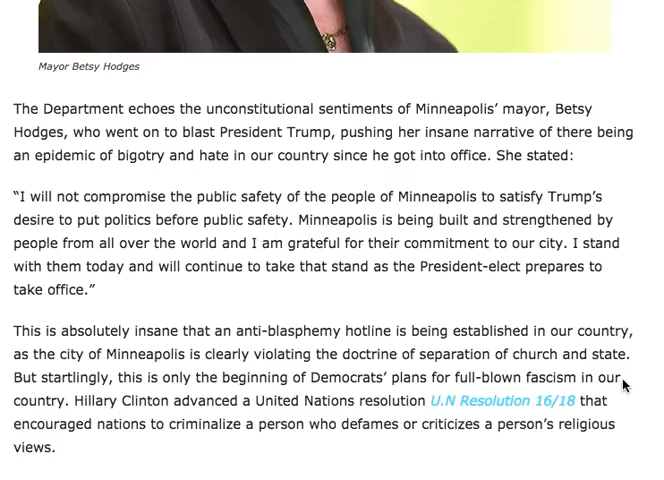 Mayor Betsy Hodges
The Department echoes the unconstitutional sentiments of Minneapolis’ mayor, Betsy
Hodges, who went on to blast President Trump, pushing her insane narrative of there being
an epidemic of bigotry and hate in our country since he got into office. She stated:
“I will not compromise the public safety of the people of Minneapolis to satisfy Trump’s
desire to put politics before public safety. Minneapolis is being built and strengthened by
people from all over the world and I am grateful for their commitment to our city. I stand
with them today and will continue to take that stand as the President-elect prepares to
take office.”
This is absolutely insane that an anti-blasphemy hotline is being established in our country,
as the city of Minneapolis is clearly violating the doctrine of separation of church and state.
But startlingly, this is only the beginning of Democrats’ plans for full-blown fascism in our
country. Hillary Clinton advanced a United Nations resolution U.N Resolution 16/18 that
encouraged nations to criminalize a person who defames or criticizes a person’s religious
views.